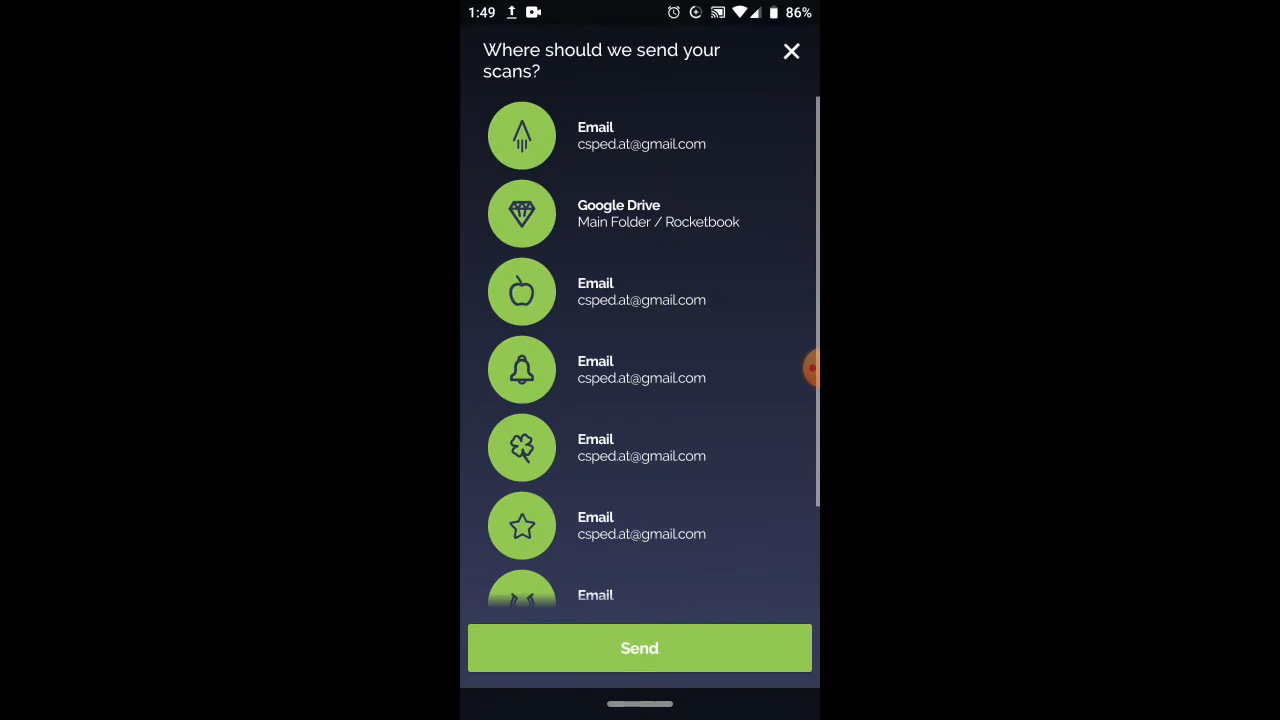 1:49
86%
Where should we send your
scans?
Email
csped.at@gmail.com
Google Drive
Main Folder / Rocketbook
Email
csped.at@gmail.com
Email
csped.at@gmail.com
Email
csped.at@gmail.com
Email
csped.at@gmail.com
Email
Send